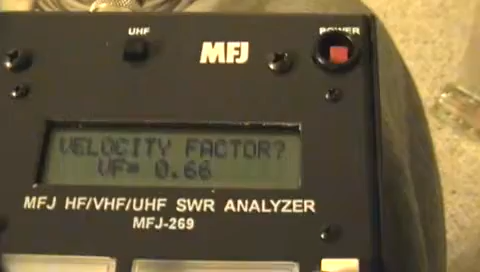 UHF
MFJ
POWER
VELOCITY FACTOR?
VF= 0.66
MFJ HF/VHF/UHF SWR ANALYZER
MFJ-269